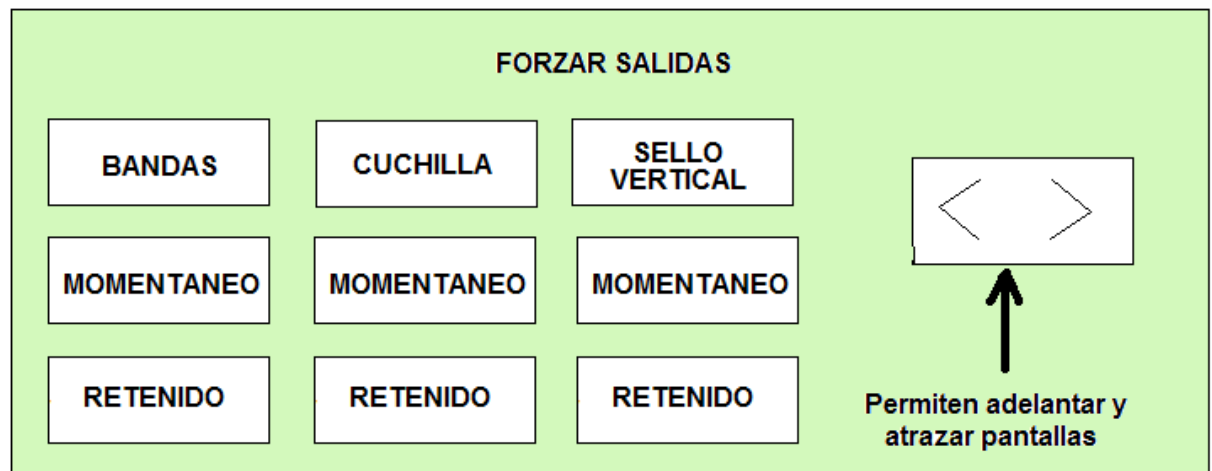 FORZAR SALIDAS
BANDAS
CUCHILLA
SELLO
VERTICAL
MOMENTANEO
MOMENTANEO
MOMENTANEO
RETENIDO
RETENIDO
RETENIDO
Permiten adelantar y
atrazar pantallas